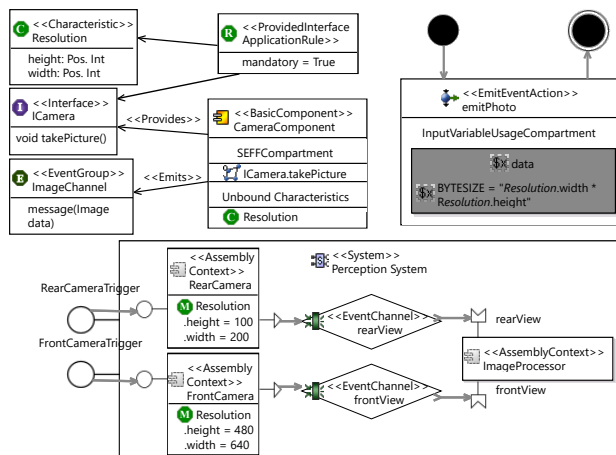 C <<Characteristic>>
Resolution
height: Pos. Int
width: Pos. Int
R <<ProvidedInterface
ApplicationRule>>
mandatory = True
I <<Interface>>
ICamera
void takePicture()
<<Provides>>
C <<BasicComponent>>
CameraComponent
SEFFCompartment
ICamera.takePicture
Unbound Characteristics
C Resolution
E <<EventGroup>>
ImageChannel
message(Image
data)
<<Emits>>
<<EmitEventAction>>
emitPhoto
InputVariableUsageCompartment
$x data
$x BYTESIZE = "Resolution.width *
Resolution.height"
<<System>>
Perception System
RearCameraTrigger
<<Assembly
Context>>
RearCamera
M Resolution
.height = 100
.width = 200
<<EventChannel>>
rearView
rearView
<<AssemblyContext>>
ImageProcessor
FrontCameraTrigger
<<Assembly
Context>>
FrontCamera
M Resolution
.height = 480
.width = 640
<<EventChannel>>
frontView
frontView